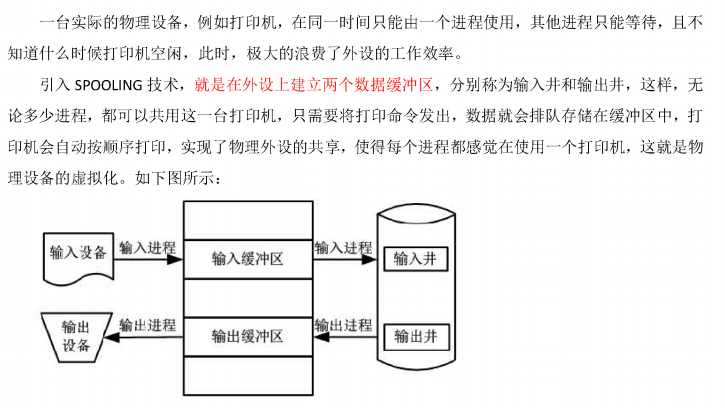 一台实际的物理设备，例如打印机，在同一时间只能由一个进程使用，其他进程只能等待，且不
知道什么时候打印机空闲，此时，极大的浪费了外设的工作效率。
引入 SPOOLING 技术，就是在外设上建立两个数据缓冲区，分别称为输入井和输出井，这样，无
论多少进程，都可以共用这一台打印机，只需要将打印命令发出，数据就会排队存储在缓冲区中，打
印机会自动按顺序打印，实现了物理外设的共享，使得每个进程都感觉在使用一个打印机，这就是物
理设备的虚拟化。如下图所示：
输入设备
输入进程
输入缓冲区
输入进程
输入井
输出
设备
输出进程
输出缓冲区
输出过程
输出井